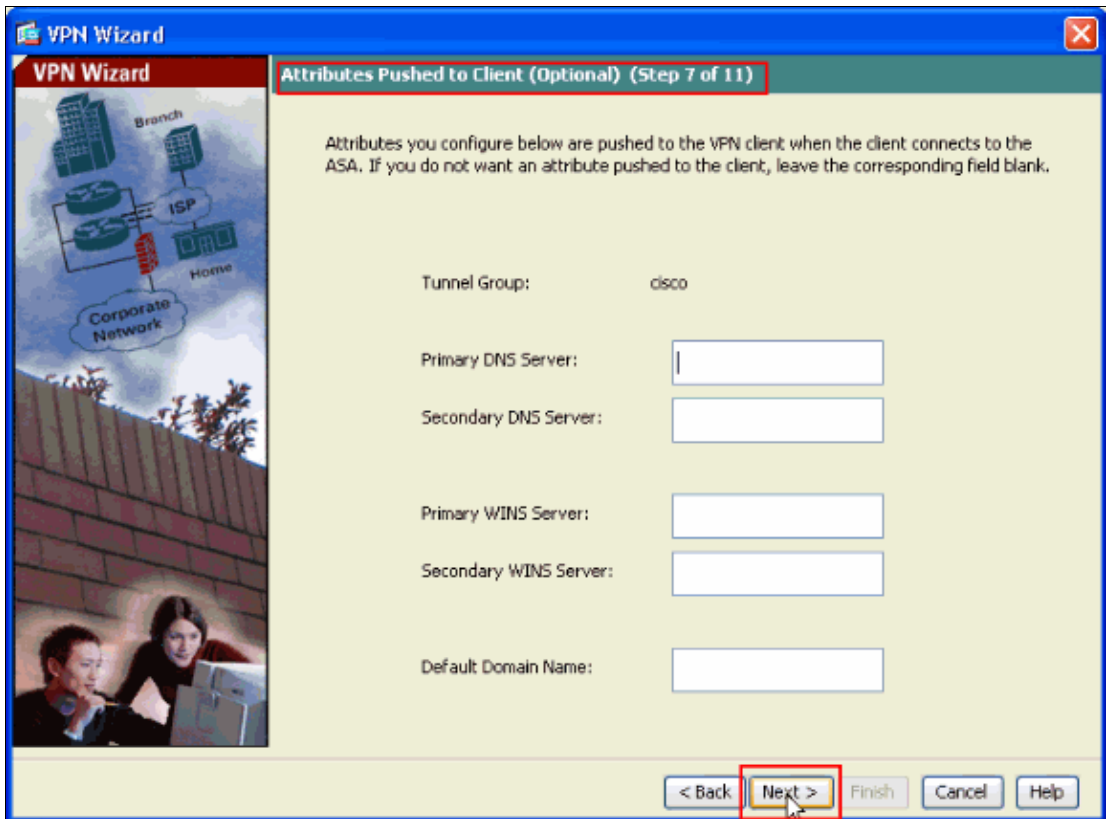 VPN Wizard
VPN Wizard
Branch
ISP
Home
Corporate
Network
Attributes Pushed to Client (Optional) (Step 7 of 11)
Attributes you configure below are pushed to the VPN client when the client connects to the
ASA. If you do not want an attribute pushed to the client, leave the corresponding field blank.
Tunnel Group: cisco
Primary DNS Server:
Secondary DNS Server:
Primary WINS Server:
Secondary WINS Server:
Default Domain Name:
< Back Next > Finish Cancel Help